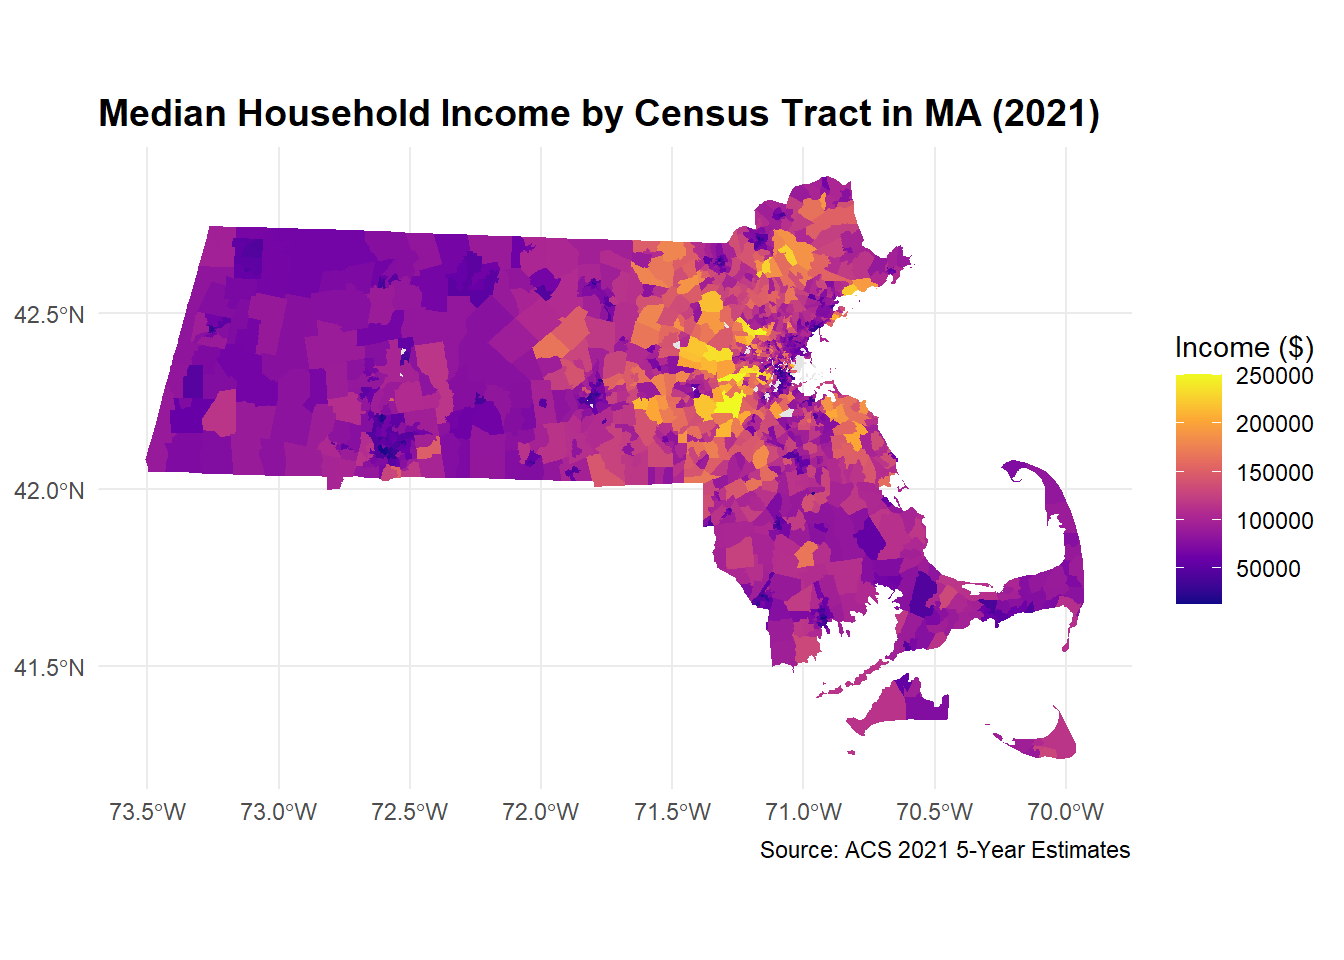 Median Household Income by Census Tract in MA (2021)
42.5°N
42.0°N
41.5°N
73.5°W 73.0°W 72.5°W 72.0°W 71.5°W 71.0°W 70.5°W 70.0°W
Income ($)
250000
200000
150000
100000
50000
Source: ACS 2021 5-Year Estimates